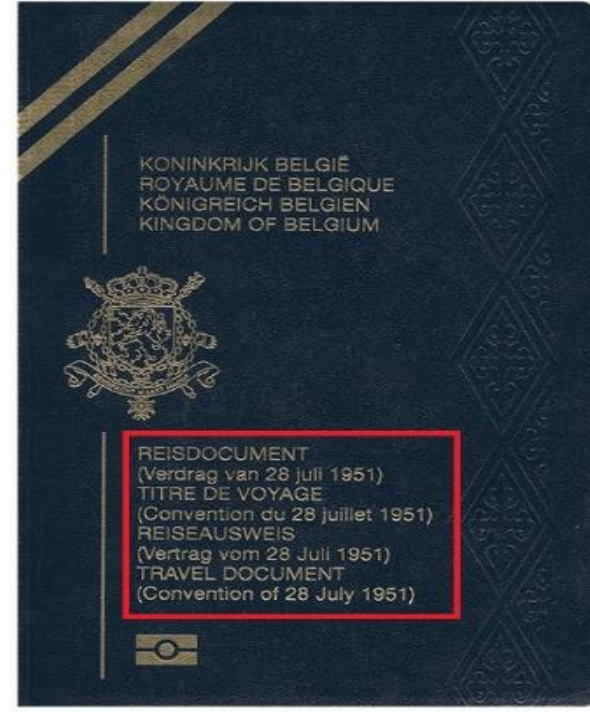 KONINKRIJK BELGIË
ROYAUME DE BELGIQUE
KÖNIGREICH BELGIEN
KINGDOM OF BELGIUM
REISDOCUMENT
(Verdrag van 28 juli 1951)
TITRE DE VOYAGE
(Convention du 28 juillet 1951)
REISEAUSWEIS
(Vertrag vom 28 Juli 1951)
TRAVEL DOCUMENT
(Convention of 28 July 1951)